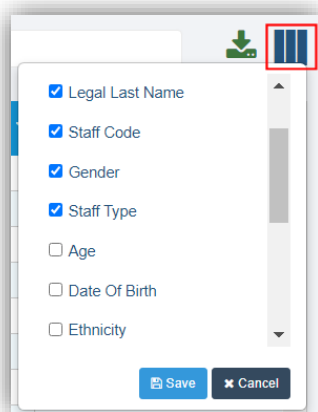 Legal Last Name
Staff Code
Gender
Staff Type
Age
Date Of Birth
Ethnicity
Save
Cancel